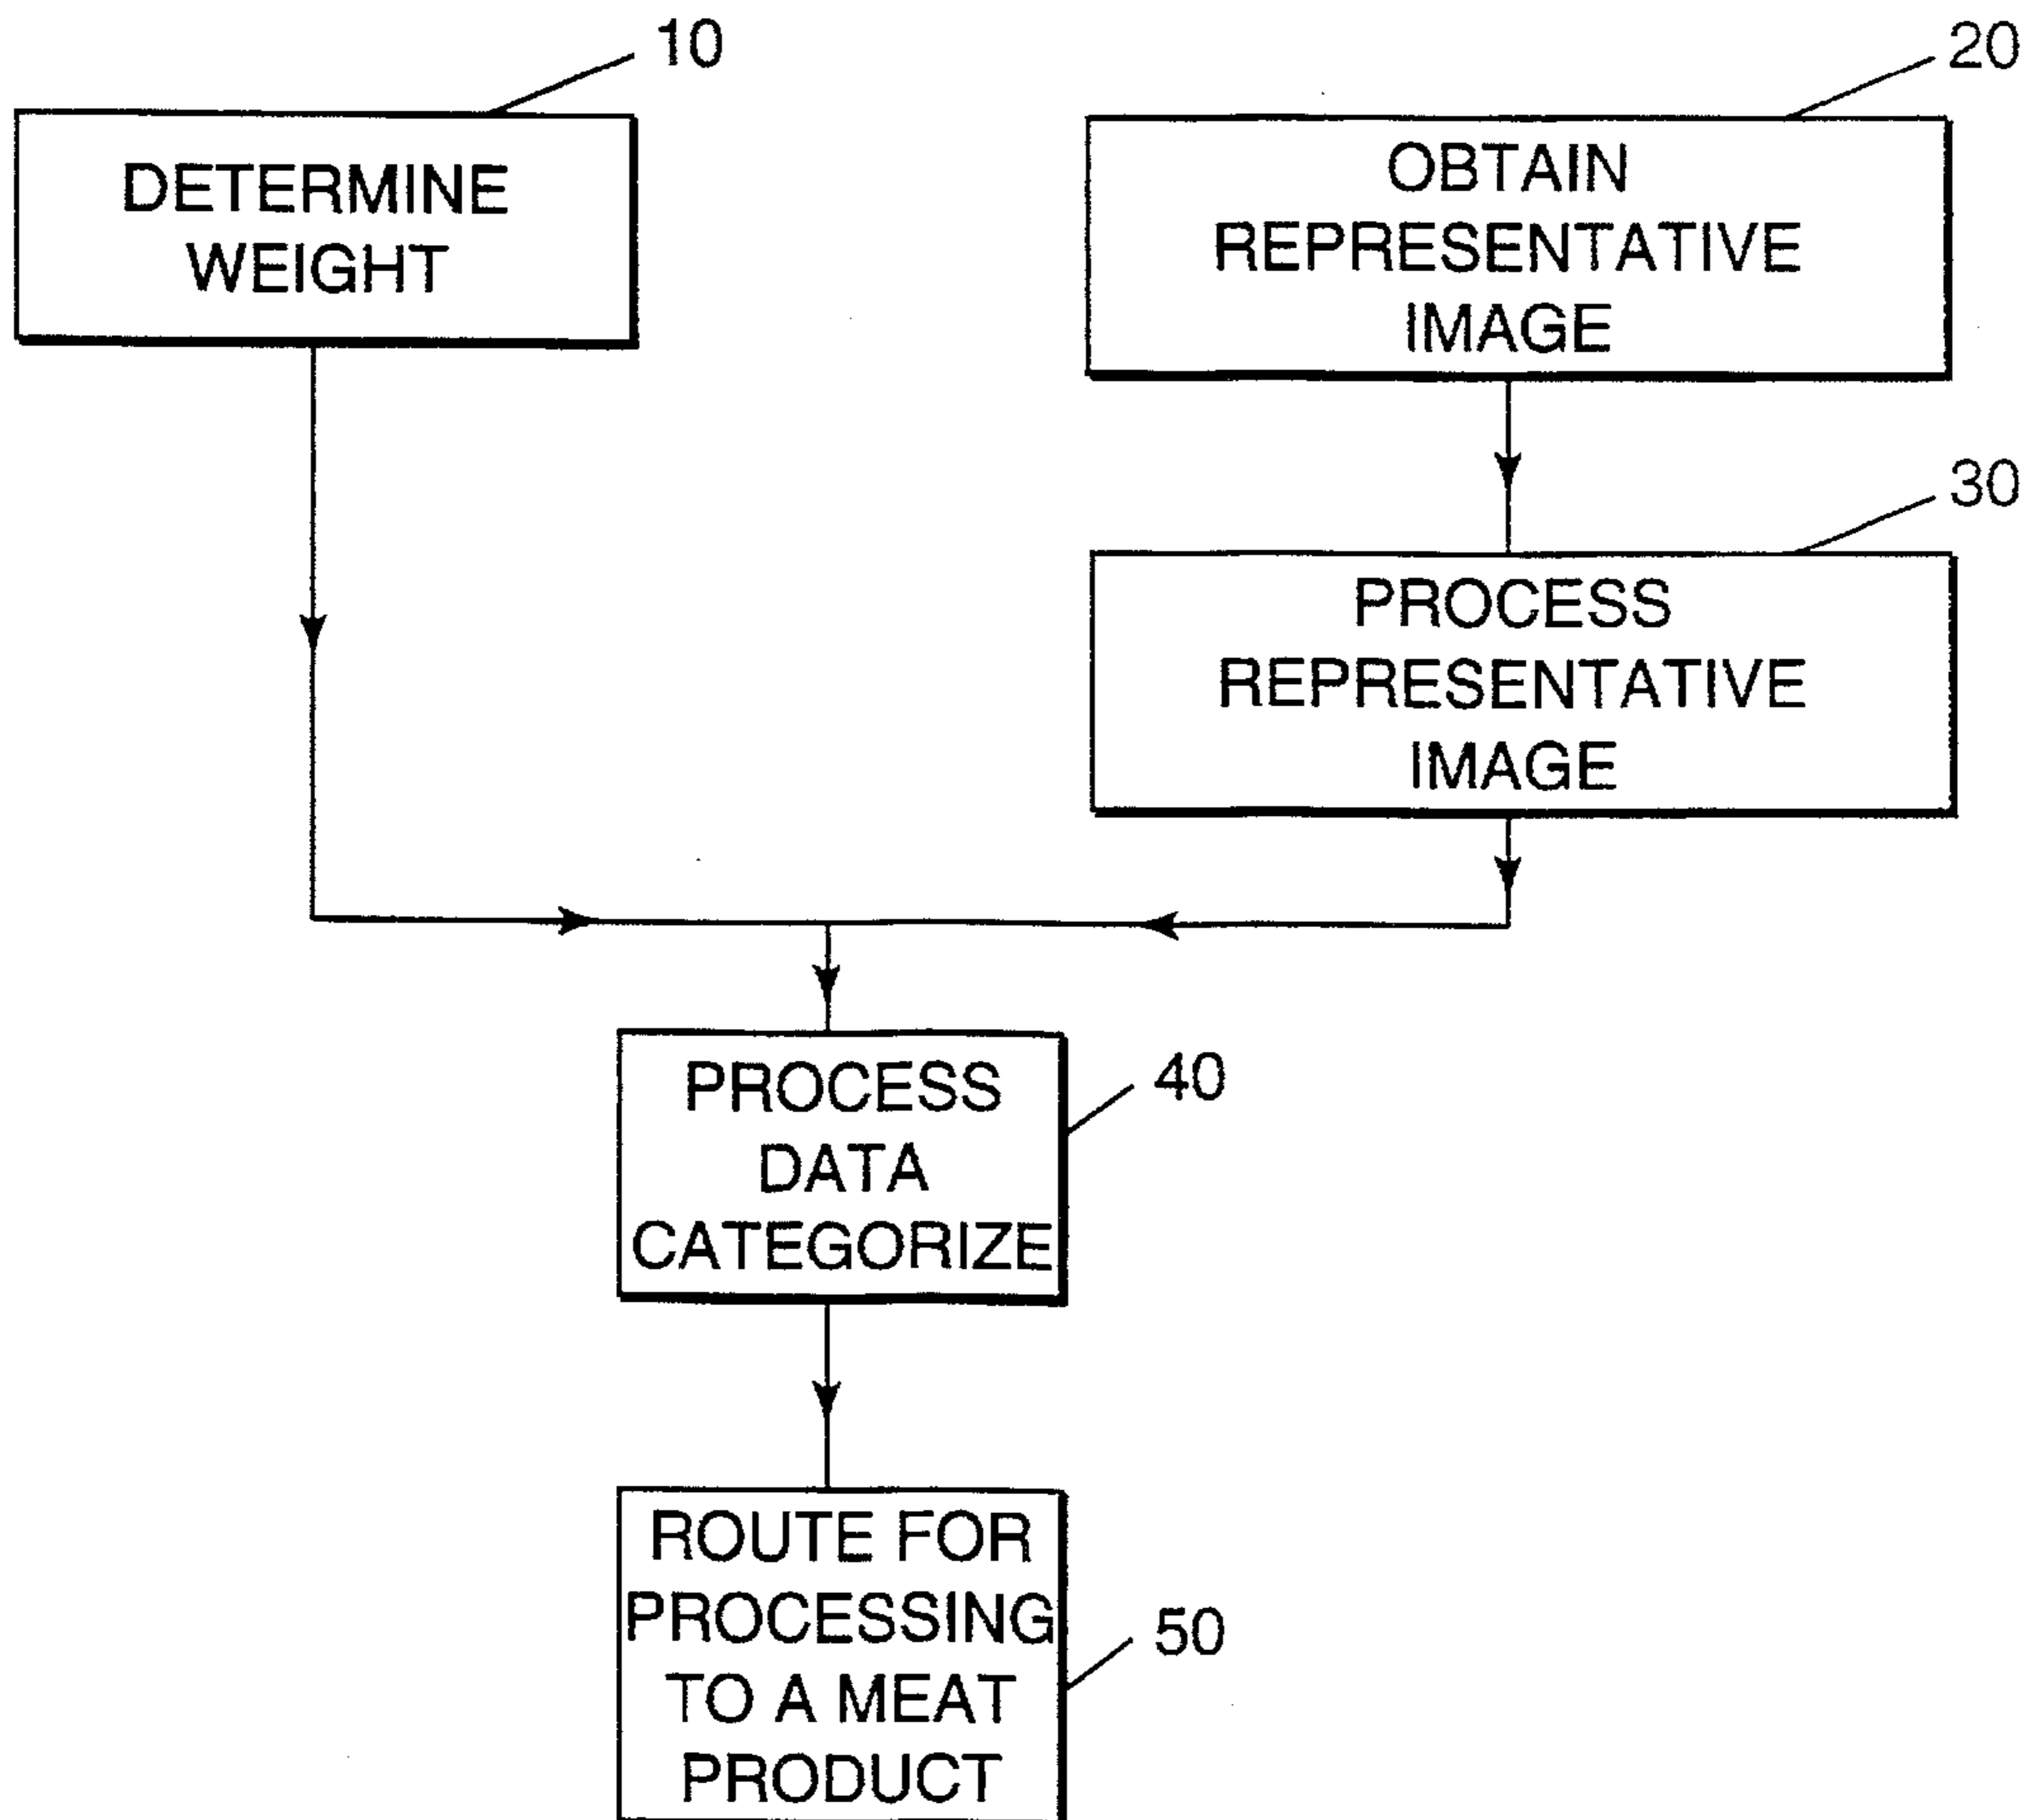 10
DETERMINE
WEIGHT
20
OBTAIN
REPRESENTATIVE
IMAGE
30
PROCESS
REPRESENTATIVE
IMAGE
40
PROCESS
DATA
CATEGORIZE
50
ROUTE FOR
PROCESSING
TO A MEAT
PRODUCT